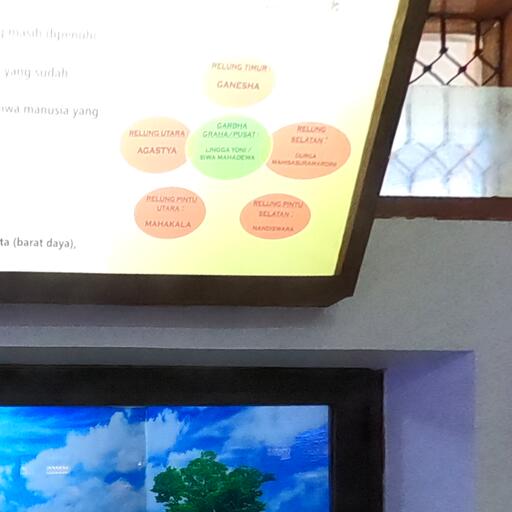 masih dipenuhi
yang sudah
manusia yang
RELUNG TIMUR :
GANESHA
RELUNG UTARA
AGASTYA
GARBHA
GRAHA/PUSAT :
LINGGA YONI /
SIWA MAHADEWA
RELUNG
SELATAN :
DURGA
MAHISASURAMARDINI
RELUNG PINTU
UTARA :
MAHAKALA
RELUNG PINTU
SELATAN :
NANDISWARA
ta (barat daya),